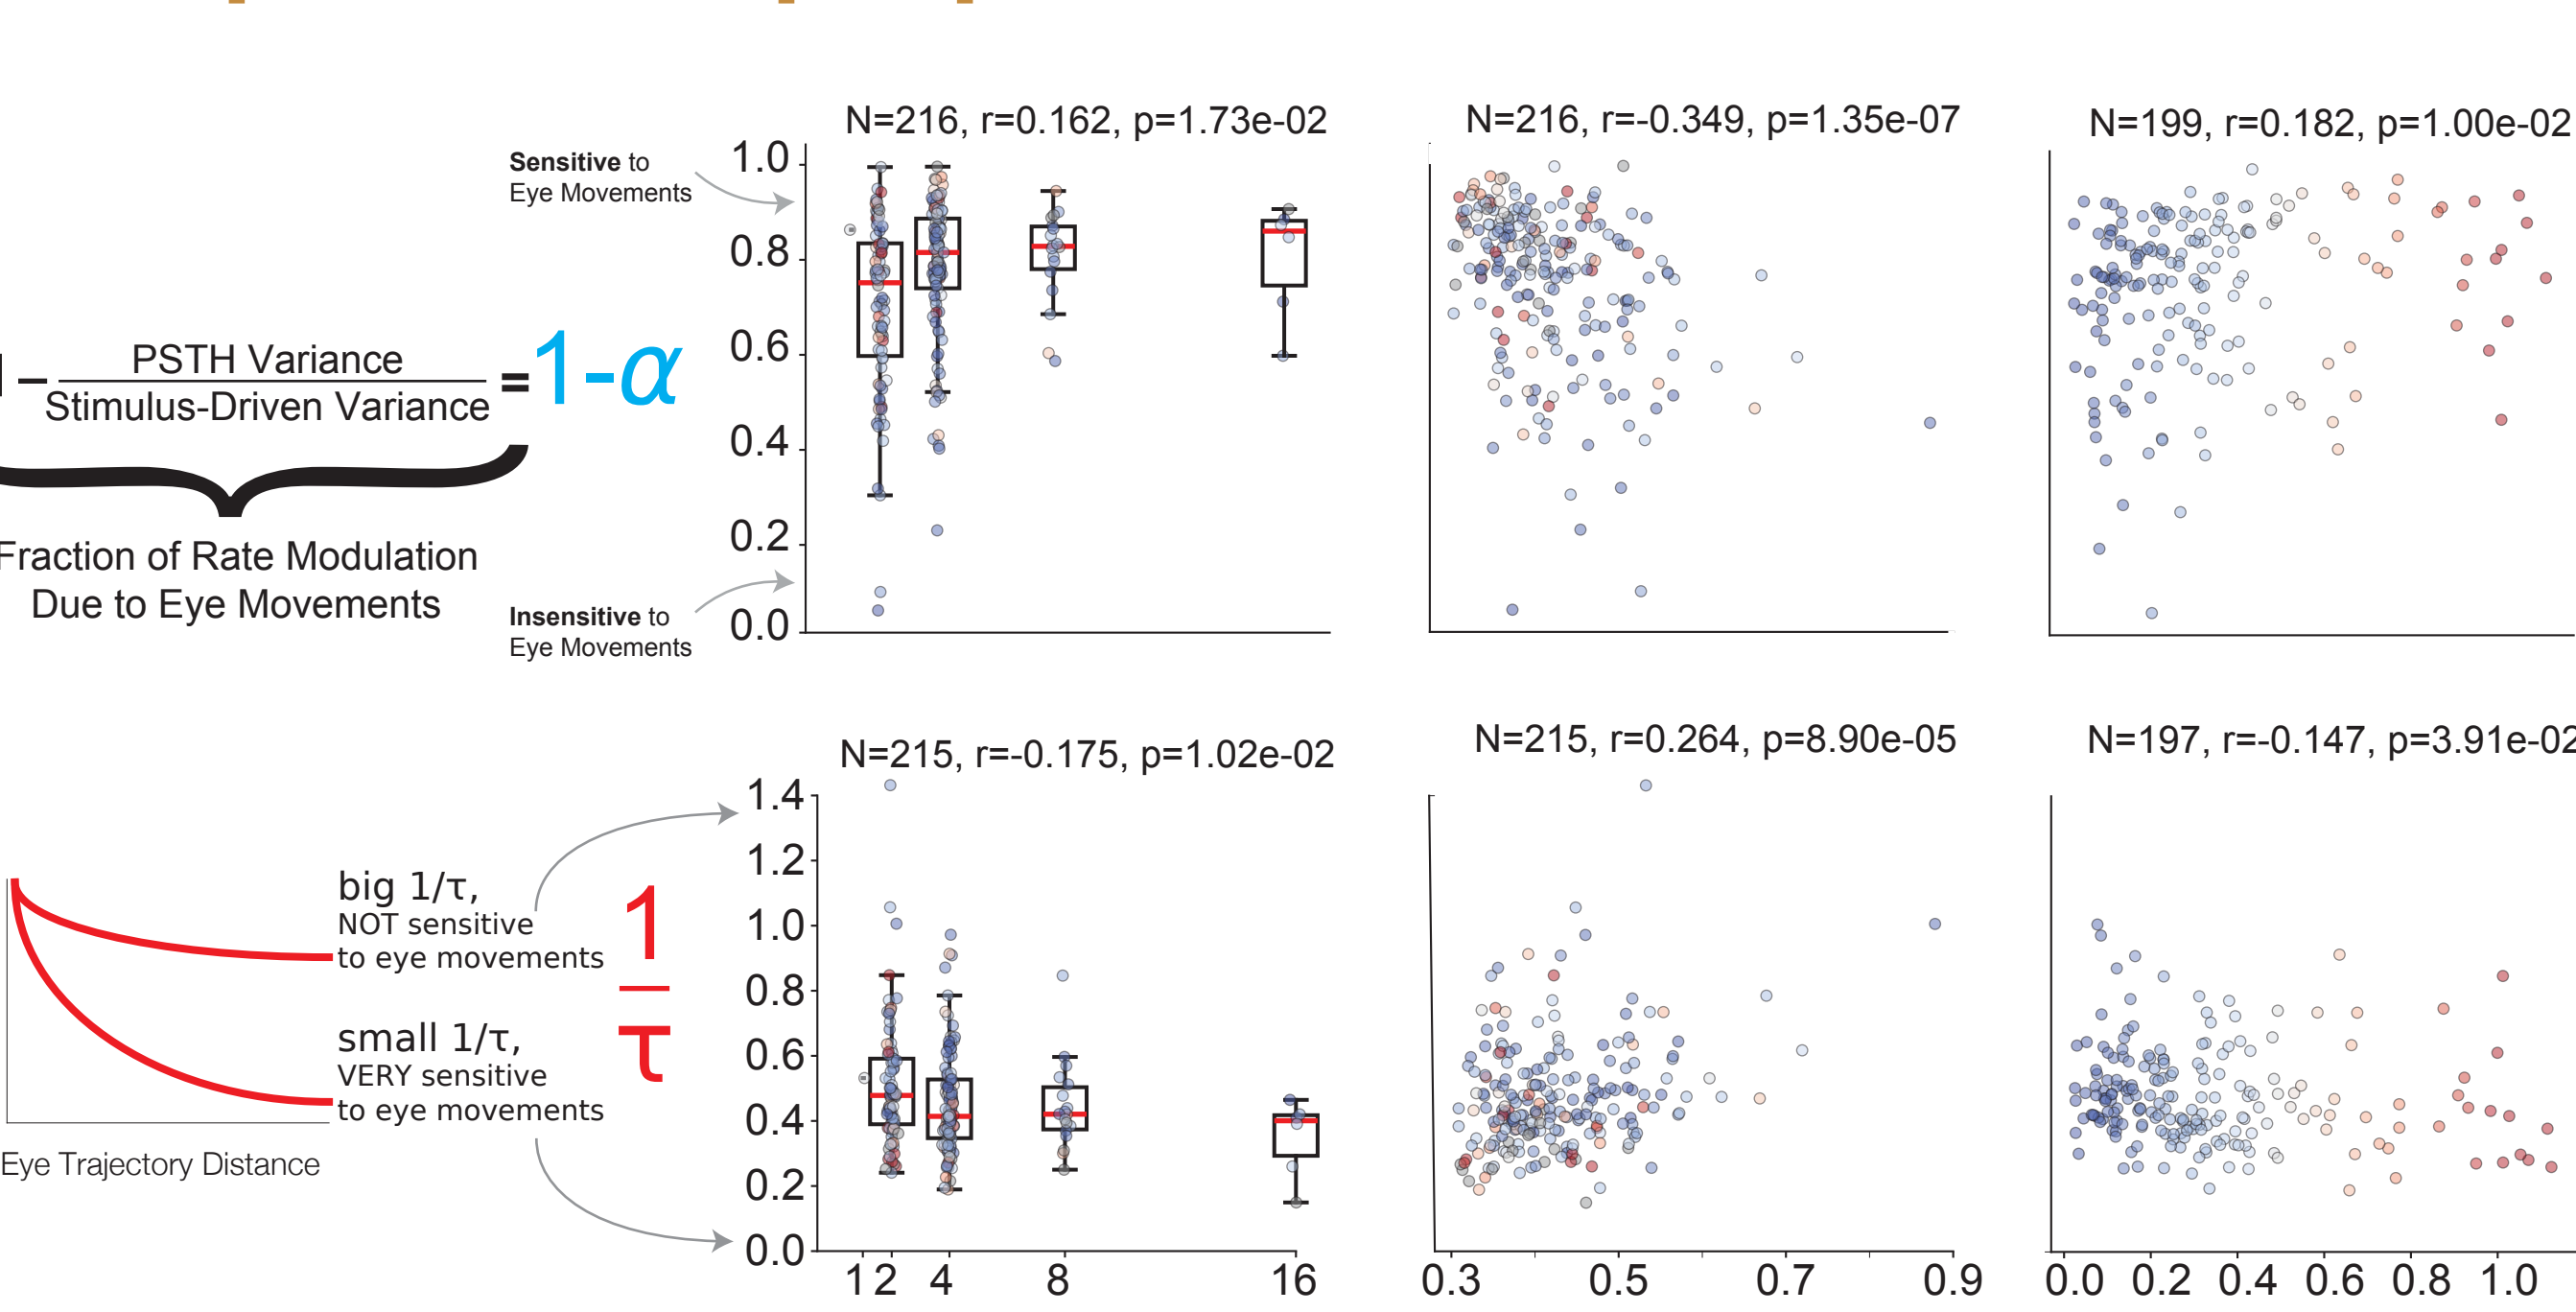 N=216, r=0.162, p=1.73e-02
N=216, r=-0.349, p=1.35e-07
N=199, r=0.182, p=1.00e-02
Sensitive to
Eye Movements
1.0
0.8
0.6
0.4
0.2
0.0
− PSTH Variance
Stimulus-Driven Variance
= 1-α
Fraction of Rate Modulation
Due to Eye Movements
Insensitive to
Eye Movements
N=215, r=-0.175, p=1.02e-02
N=215, r=0.264, p=8.90e-05
N=197, r=-0.147, p=3.91e-02
1.4
1.2
1.0
0.8
0.6
0.4
0.2
0.0
big 1/τ,
NOT sensitive
to eye movements
small 1/τ,
VERY sensitive
to eye movements
1
τ
Eye Trajectory Distance
1 2 4 8 16
0.3 0.5 0.7 0.9
0.0 0.2 0.4 0.6 0.8 1.0